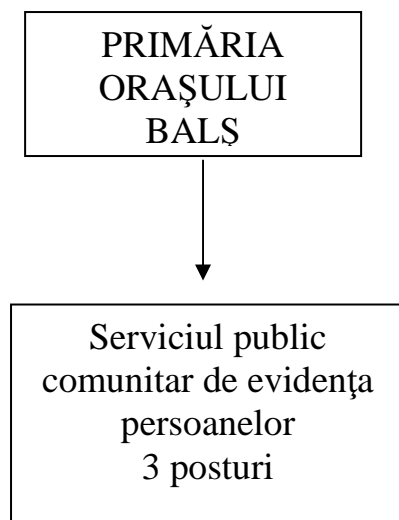 PRIMĂRIA
ORAŞULUI
BALŞ
Serviciul public
comunitar de evidenţa
persoanelor
3 posturi